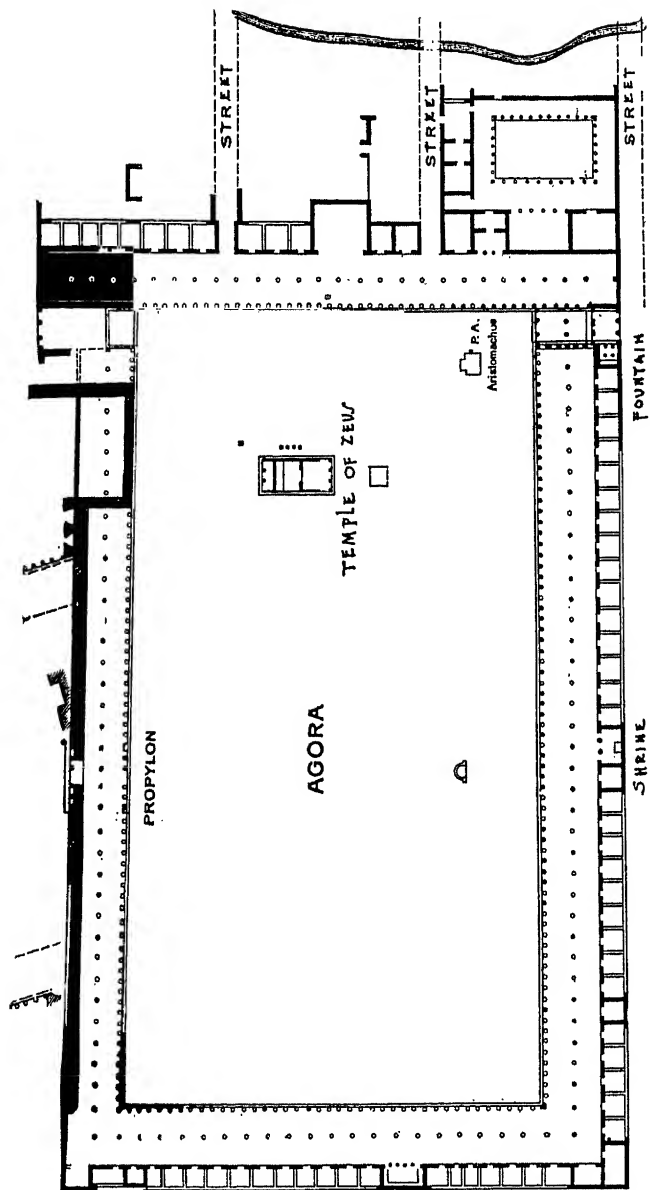 STREET
STREET
STREET
P.A.
Aristomachus
FOUNTAIN
TEMPLE OF ZEUS
PROPYLON
AGORA
SHRINE